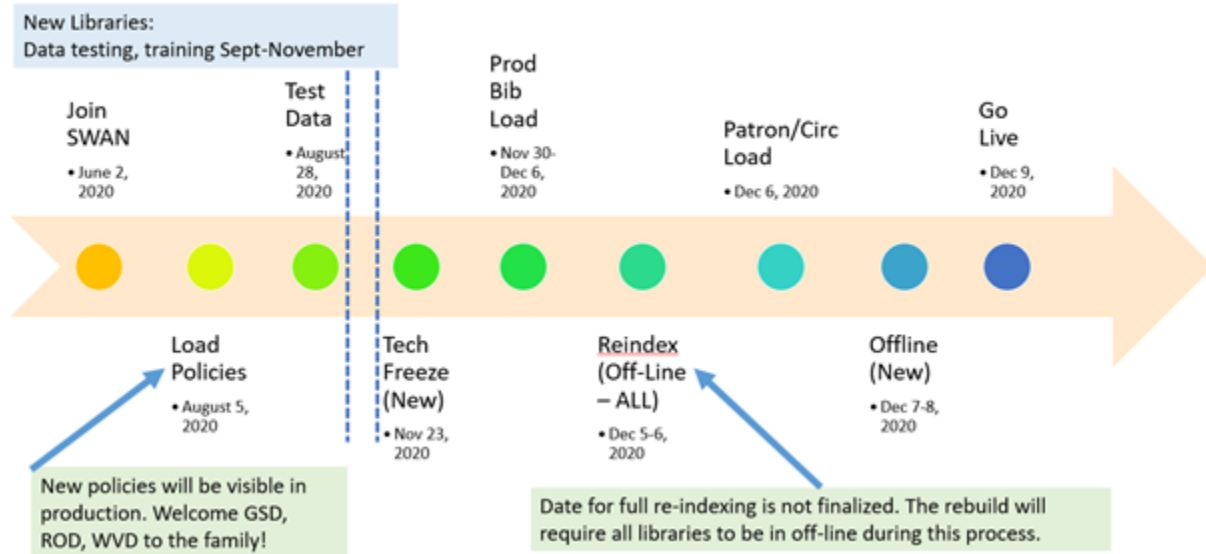 New Libraries:
Data testing, training Sept-November
Join
SWAN
• June 2,
2020
Test
Data
• August
28,
2020
Prod
Bib
Load
• Nov 30-
Dec 6,
2020
Patron/Circ
Load
• Dec 6, 2020
Go
Live
• Dec 9,
2020
Load
Policies
• August 5,
2020
Tech
Freeze
(New)
• Nov 23,
2020
Reindex
(Off-Line
– ALL)
• Dec 5-6,
2020
Offline
(New)
• Dec 7-8,
2020
New policies will be visible in
production. Welcome GSD,
ROD, WVD to the family!
Date for full re-indexing is not finalized. The rebuild will
require all libraries to be in off-line during this process.